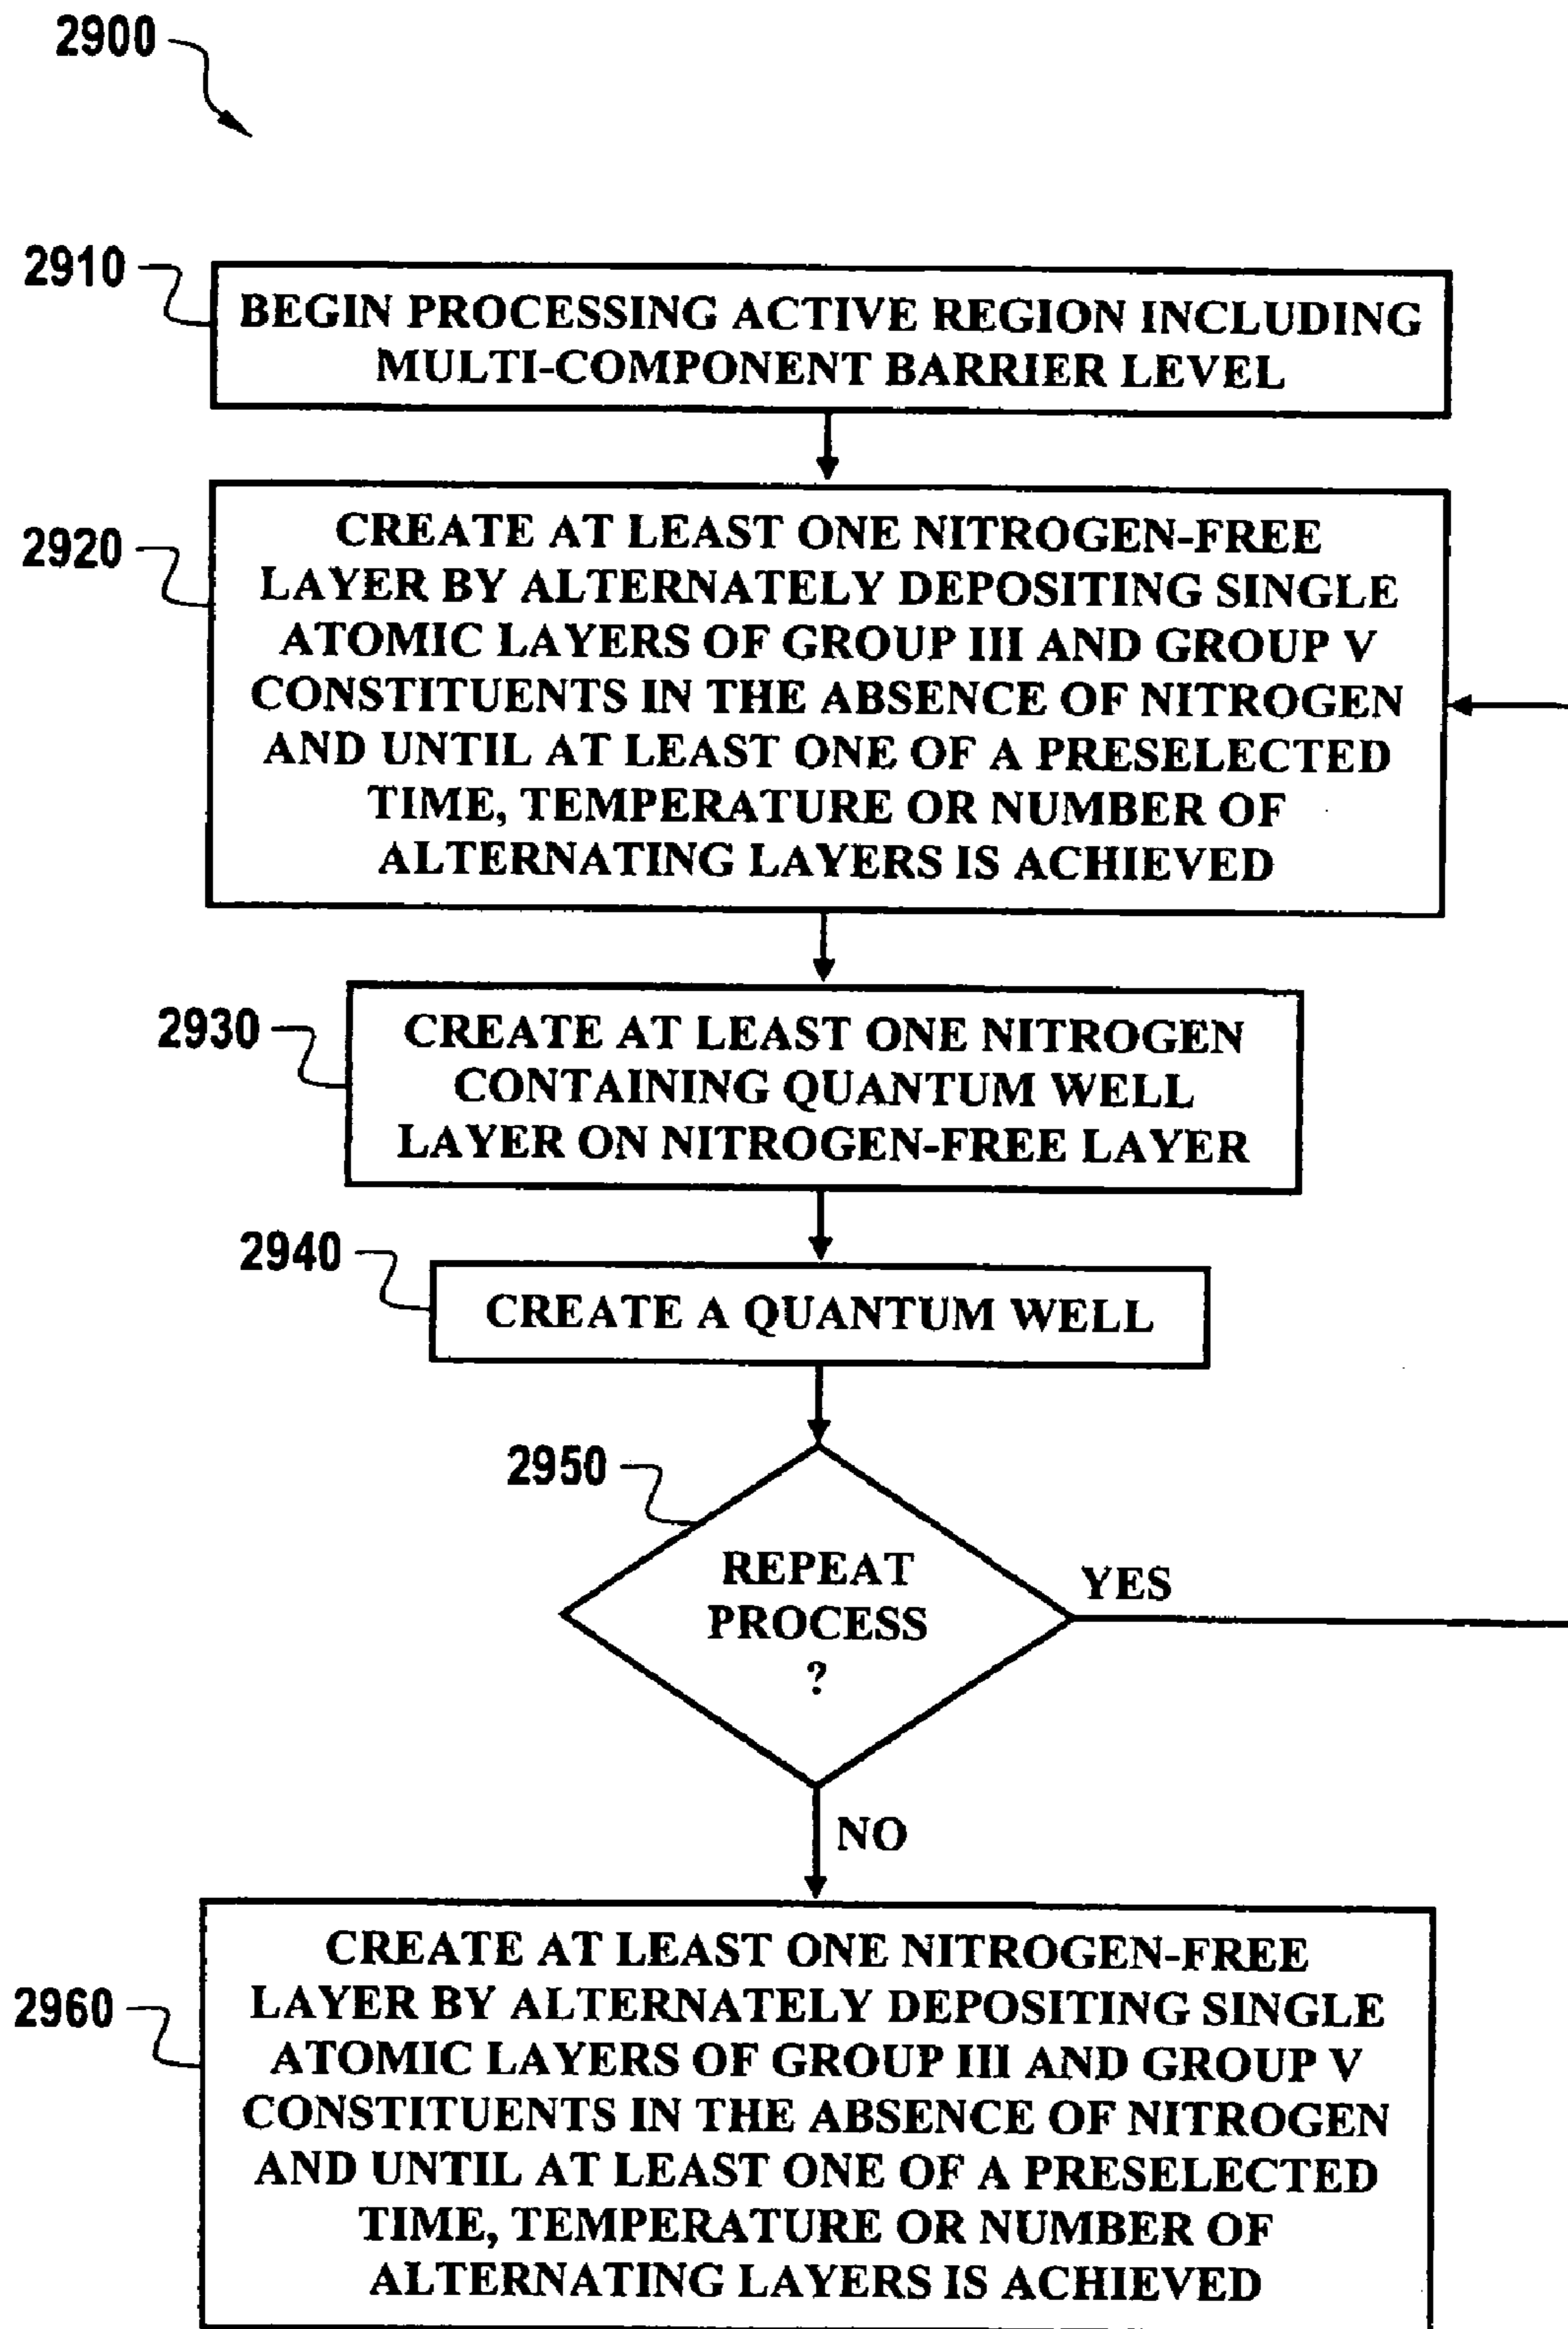 2900
2910
BEGIN PROCESSING ACTIVE REGION INCLUDING
MULTI-COMPONENT BARRIER LEVEL
2920
CREATE AT LEAST ONE NITROGEN-FREE
LAYER BY ALTERNATELY DEPOSITING SINGLE
ATOMIC LAYERS OF GROUP III AND GROUP V
CONSTITUENTS IN THE ABSENCE OF NITROGEN
AND UNTIL AT LEAST ONE OF A PRESELECTED
TIME, TEMPERATURE OR NUMBER OF
ALTERNATING LAYERS IS ACHIEVED
2930
CREATE AT LEAST ONE NITROGEN
CONTAINING QUANTUM WELL
LAYER ON NITROGEN-FREE LAYER
2940
CREATE A QUANTUM WELL
2950
REPEAT
PROCESS
?
YES
NO
2960
CREATE AT LEAST ONE NITROGEN-FREE
LAYER BY ALTERNATELY DEPOSITING SINGLE
ATOMIC LAYERS OF GROUP III AND GROUP V
CONSTITUENTS IN THE ABSENCE OF NITROGEN
AND UNTIL AT LEAST ONE OF A PRESELECTED
TIME, TEMPERATURE OR NUMBER OF
ALTERNATING LAYERS IS ACHIEVED